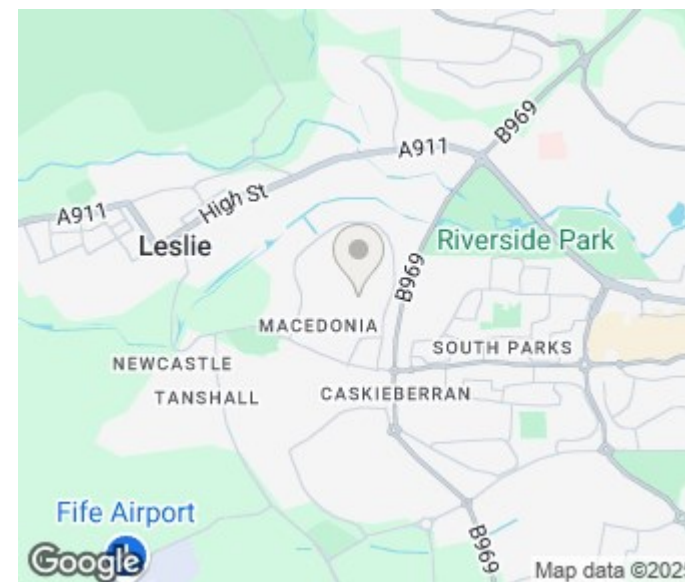 B969
A911
High St
A911
Leslie
Riverside Park
B969
MACEDONIA
SOUTH PARKS
NEWCASTLE
TANSHALL
CASKIEBERRAN
Fife Airport
B969
Google
Map data ©2025